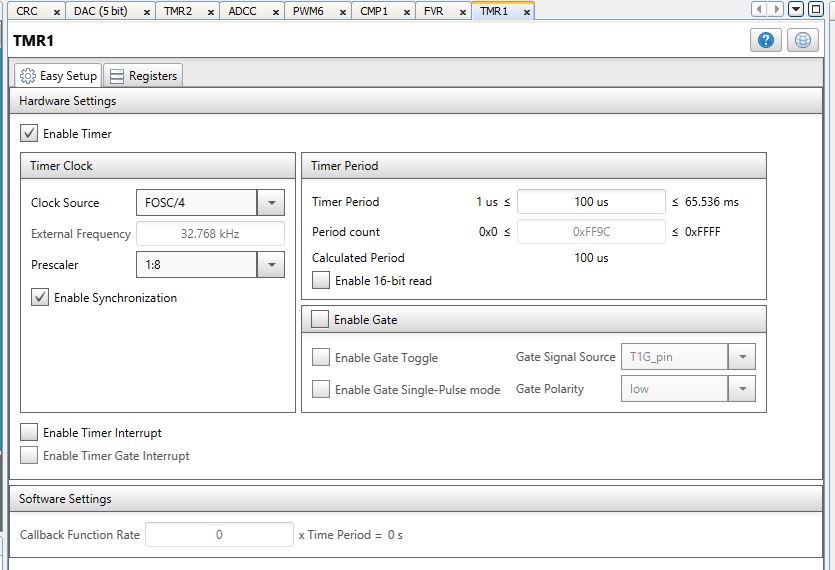 CRC × DAC (5 bit) × TMR2 × ADCC × PWM6 × CMP1 × FVR × TMR1 ×
TMR1
Easy Setup Registers
Hardware Settings
Enable Timer
Timer Clock
Clock Source FOSC/4
External Frequency 32.768 kHz
Prescaler 1:8
Enable Synchronization
Timer Period
Timer Period 1 us ≤ 100 us ≤ 65.536 ms
Period count 0x0 ≤ 0xFF9C ≤ 0xFFFF
Calculated Period 100 us
Enable 16-bit read
Enable Gate
Enable Gate Toggle Gate Signal Source T1G_pin
Enable Gate Single-Pulse mode Gate Polarity low
Enable Timer Interrupt
Enable Timer Gate Interrupt
Software Settings
Callback Function Rate 0 x Time Period = 0 s